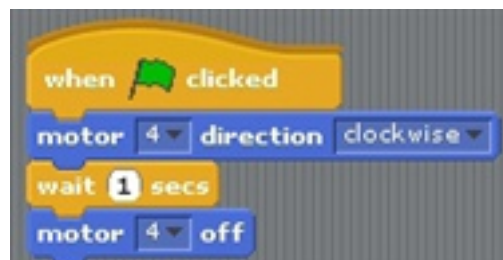 when clicked
motor 4 direction clockwise
wait 1 secs
motor 4 off